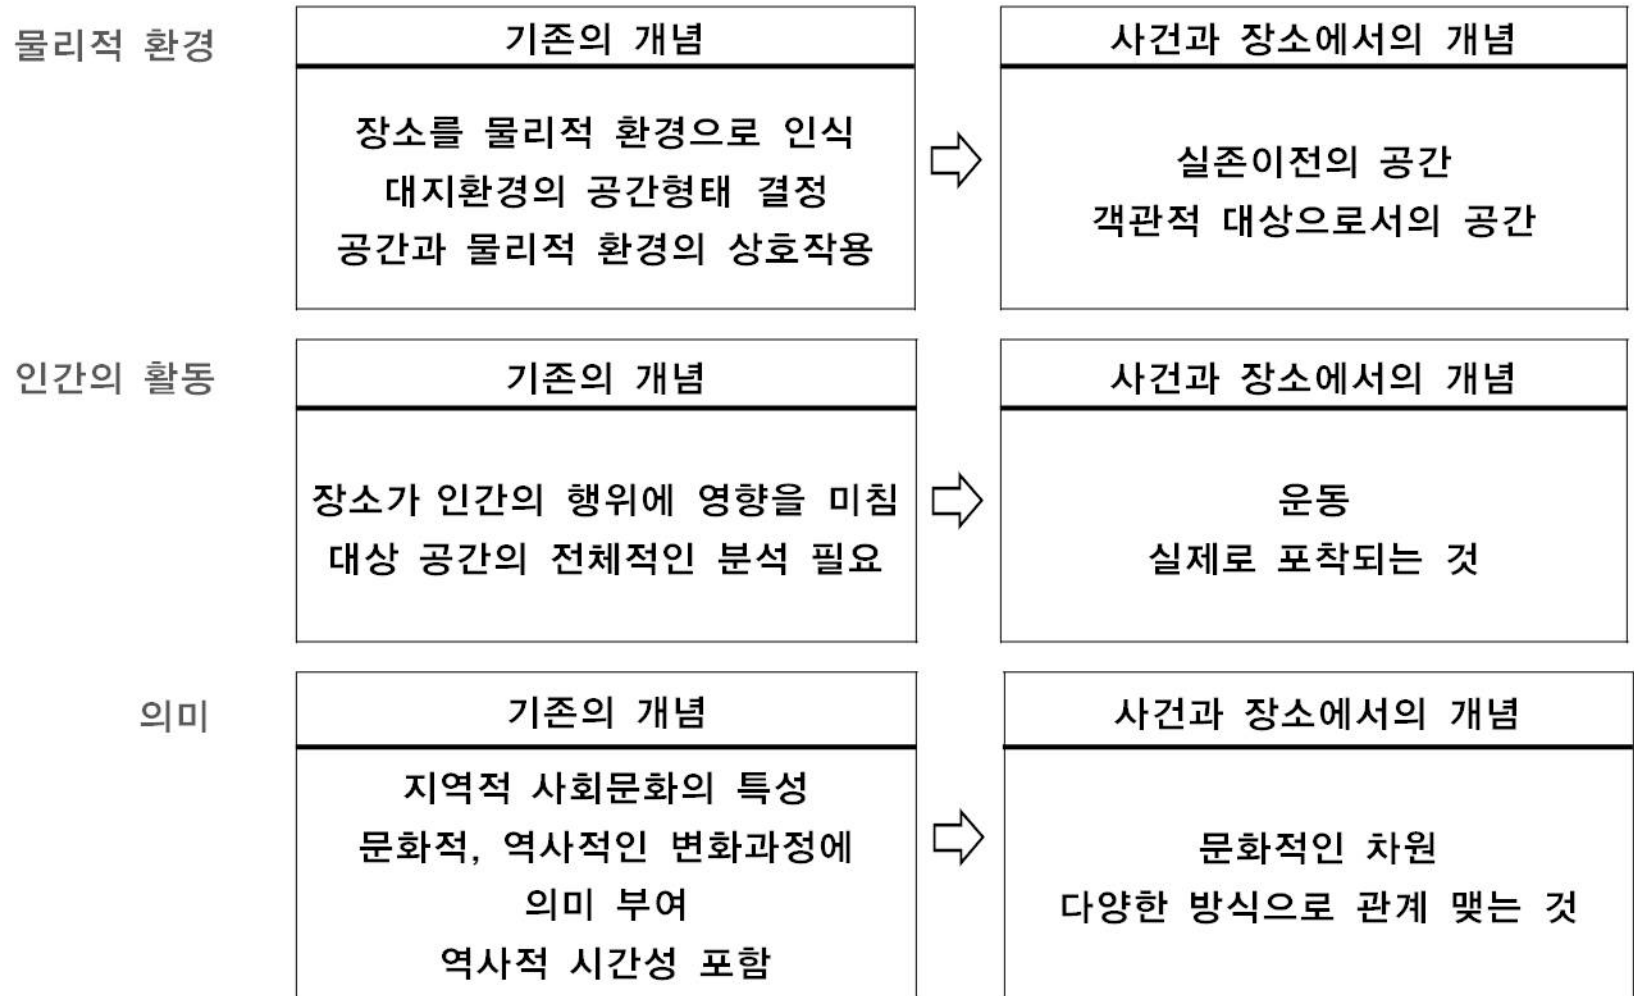 물리적 환경
기존의 개념
사건과 장소에서의 개념
장소를 물리적 환경으로 인식
대지환경의 공간형태 결정
공간과 물리적 환경의 상호작용
실존이전의 공간
객관적 대상으로서의 공간
인간의 활동
기존의 개념
사건과 장소에서의 개념
장소가 인간의 행위에 영향을 미침
대상 공간의 전체적인 분석 필요
운동
실제로 포착되는 것
의미
기존의 개념
사건과 장소에서의 개념
지역적 사회문화의 특성
문화적, 역사적인 변화과정에
의미 부여
역사적 시간성 포함
문화적인 차원
다양한 방식으로 관계 맺는 것